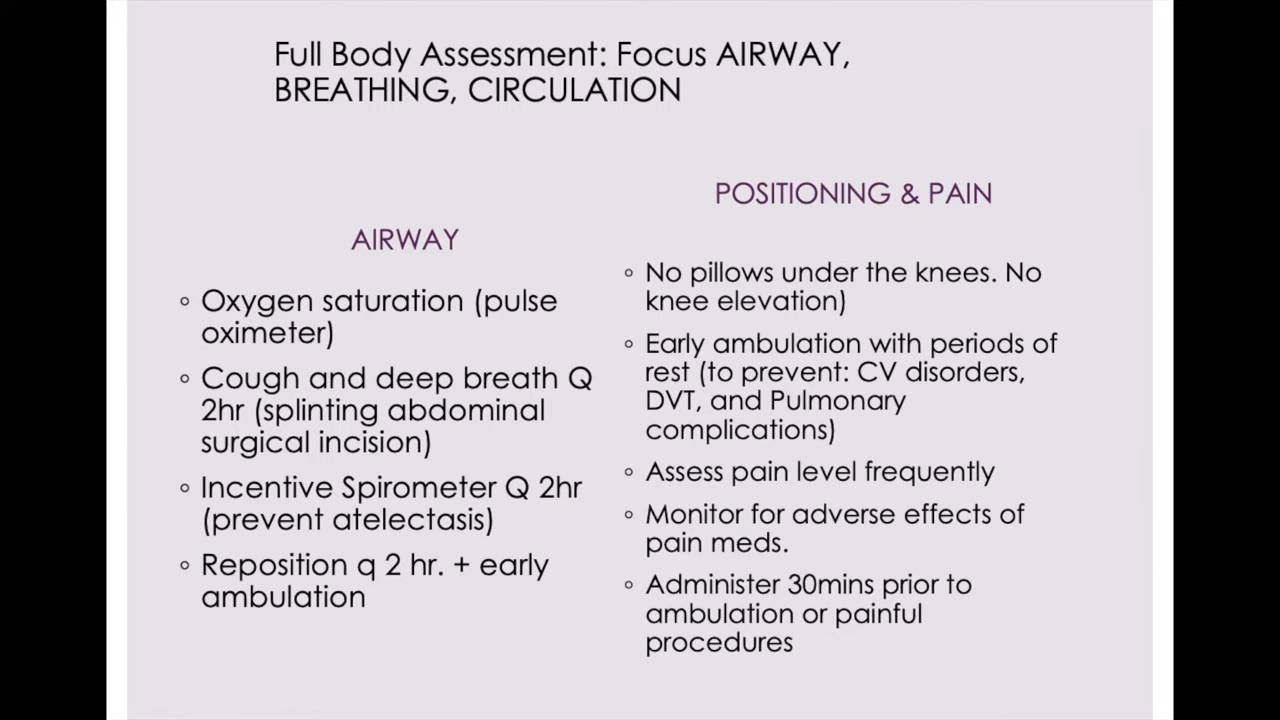 Full Body Assessment: Focus AIRWAY,
BREATHING, CIRCULATION
AIRWAY
◦ Oxygen saturation (pulse
oximeter)
◦ Cough and deep breath Q
2hr (splinting abdominal
surgical incision)
◦ Incentive Spirometer Q 2hr
(prevent atelectasis)
◦ Reposition q 2 hr. + early
ambulation
POSITIONING & PAIN
◦ No pillows under the knees. No
knee elevation)
◦ Early ambulation with periods of
rest (to prevent: CV disorders,
DVT, and Pulmonary
complications)
◦ Assess pain level frequently
◦ Monitor for adverse effects of
pain meds.
◦ Administer 30mins prior to
ambulation or painful
procedures